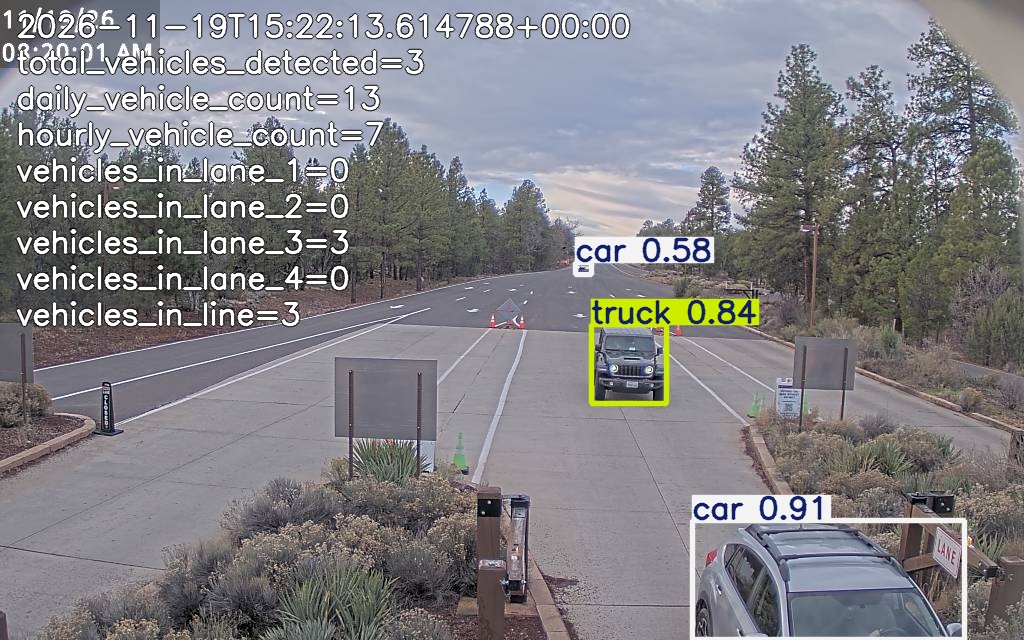 2026-11-19T15:22:13.614788+00:00
total_vehicles_detected=3
daily_vehicle_count=13
hourly_vehicle_count=7
vehicles_in_lane_1=0
vehicles_in_lane_2=0
vehicles_in_lane_3=3
vehicles_in_lane_4=0
vehicles_in_line=3
car 0.58
truck 0.84
car 0.91
CLOSED
LANE